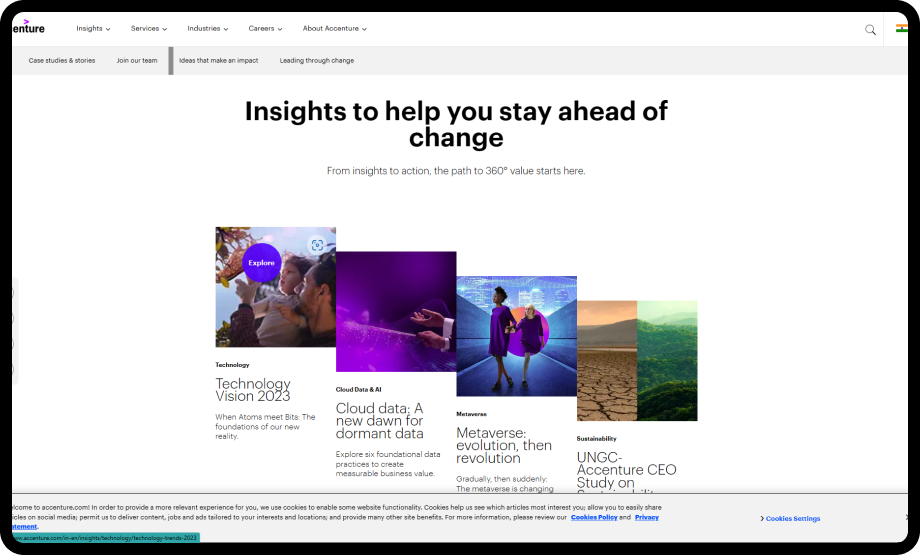 enture
Insights
Services
Industries
Careers
About Accenture
Case studies & stories
Join our team
Ideas that make an impact
Leading through change
Insights to help you stay ahead of
change
From insights to action, the path to 360° value starts here.
Explore
Technology
Technology
Vision 2023
When Atoms meet Bits: The
foundations of our new
reality.
Cloud Data & AI
Cloud data: A
new dawn for
dormant data
Explore six foundational data
practices to create
measurable business value.
Metaverse
Metaverse:
evolution, then
revolution
Gradually, then suddenly:
The metaverse is changing
Sustainability
UNGC-
Accenture CEO
Study on
elcome to accenture.com! In order to provide a more relevant experience for you, we use cookies to enable some website functionality. Cookies help us see which articles most interest you; allow you to easily share
icles on social media; permit us to deliver content, jobs and ads tailored to your interests and locations; and provide many other site benefits. For more information, please review our Cookies Policy and Privacy
atement.
Cookies Settings
www.accenture.com/in-en/insights/technology/technology-trends-2023